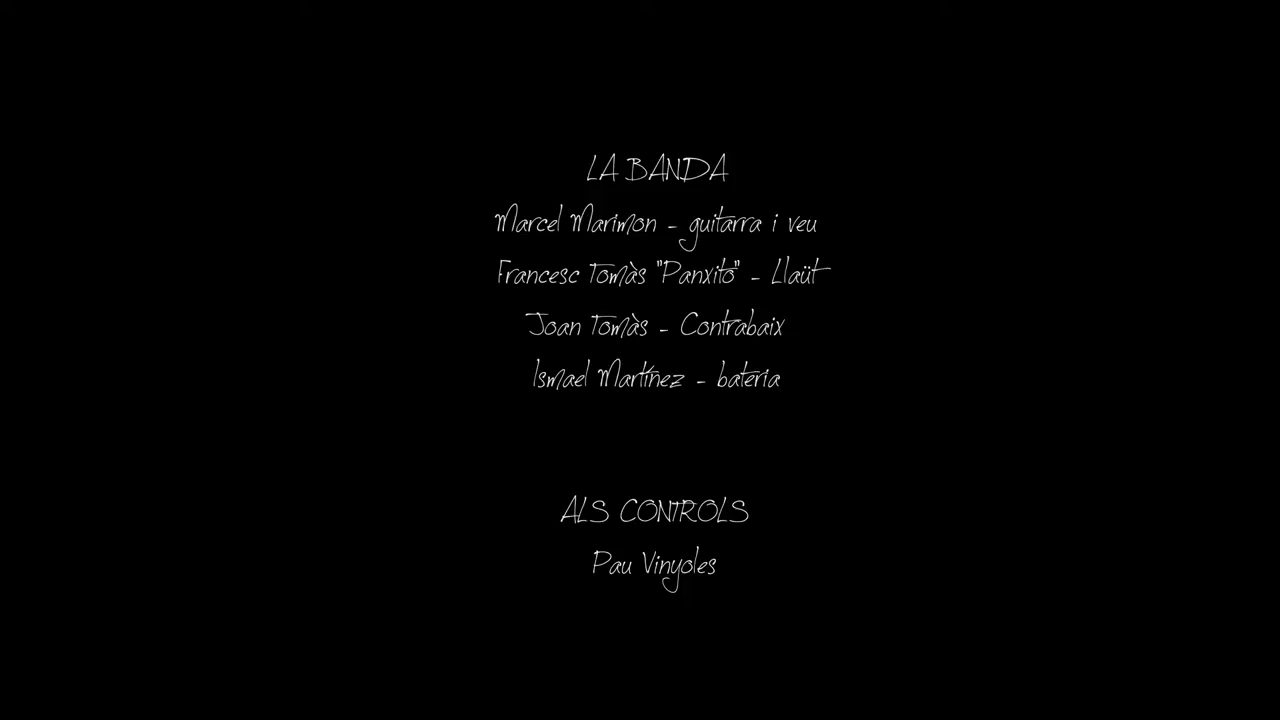 LA BANDA
Marcel Marimon - guitarra i veu
Francesc Tomàs "Panxito" - Llaüt
Joan Tomàs - Contrabaix
Ismael Martínez - bateria
ALS CONTROLS
Pau Vinyoles